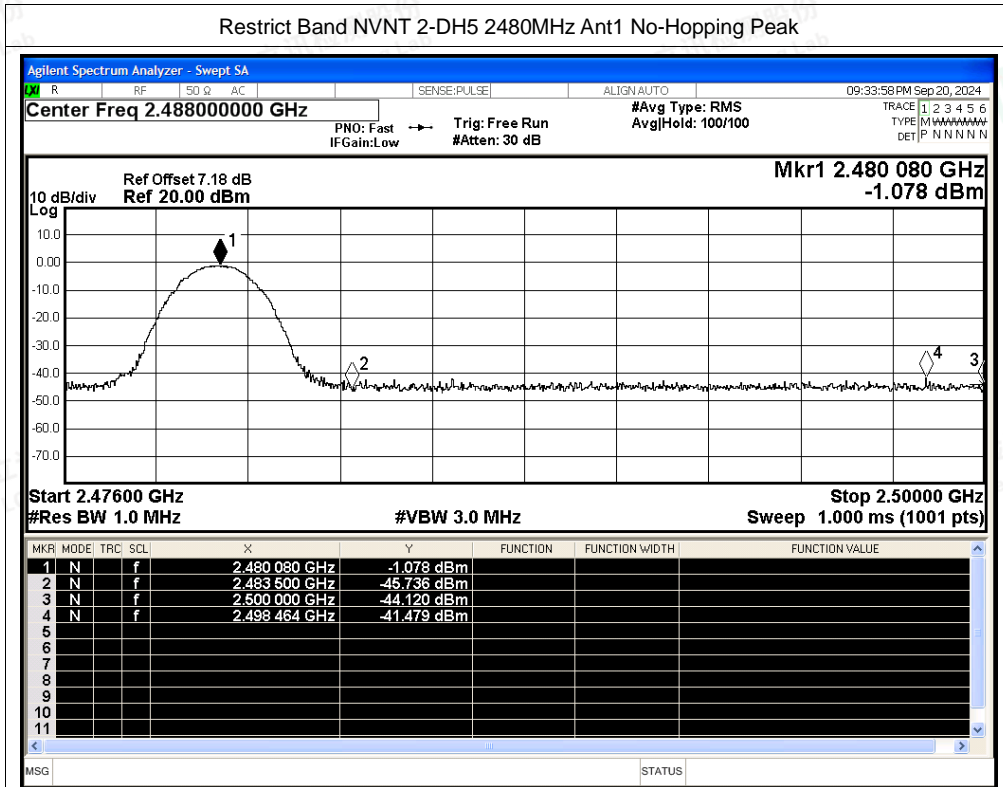 Restrict Band NVNT 2-DH5 2480MHz Ant1 No-Hopping Peak
Agilent Spectrum Analyzer - Swept SA
LXI R RF 50 Ω AC SENSE:PULSE ALIGN AUTO 09:33:58 PM Sep 20, 2024
Center Freq 2.488000000 GHz #Avg Type: RMS TRACE 1 2 3 4 5 6
PNO: Fast Trig: Free Run Avg|Hold: 100/100 TYPE M WWWWW
IFGain:Low #Atten: 30 dB DET P N N N N N
Mkr1 2.480 080 GHz
-1.078 dBm
Ref Offset 7.18 dB
10 dB/div Ref 20.00 dBm
Log
10.0
0.00
-10.0
-20.0
-30.0
-40.0
-50.0
-60.0
-70.0
1
2
4
3
Start 2.47600 GHz Stop 2.50000 GHz
#Res BW 1.0 MHz #VBW 3.0 MHz Sweep 1.000 ms (1001 pts)
MKR MODE TRC SCL X Y FUNCTION FUNCTION WIDTH FUNCTION VALUE
1 N f 2.480 080 GHz -1.078 dBm
2 N f 2.483 500 GHz -45.736 dBm
3 N f 2.500 000 GHz -44.120 dBm
4 N f 2.498 464 GHz -41.479 dBm
5
6
7
8
9
10
11
MSG STATUS